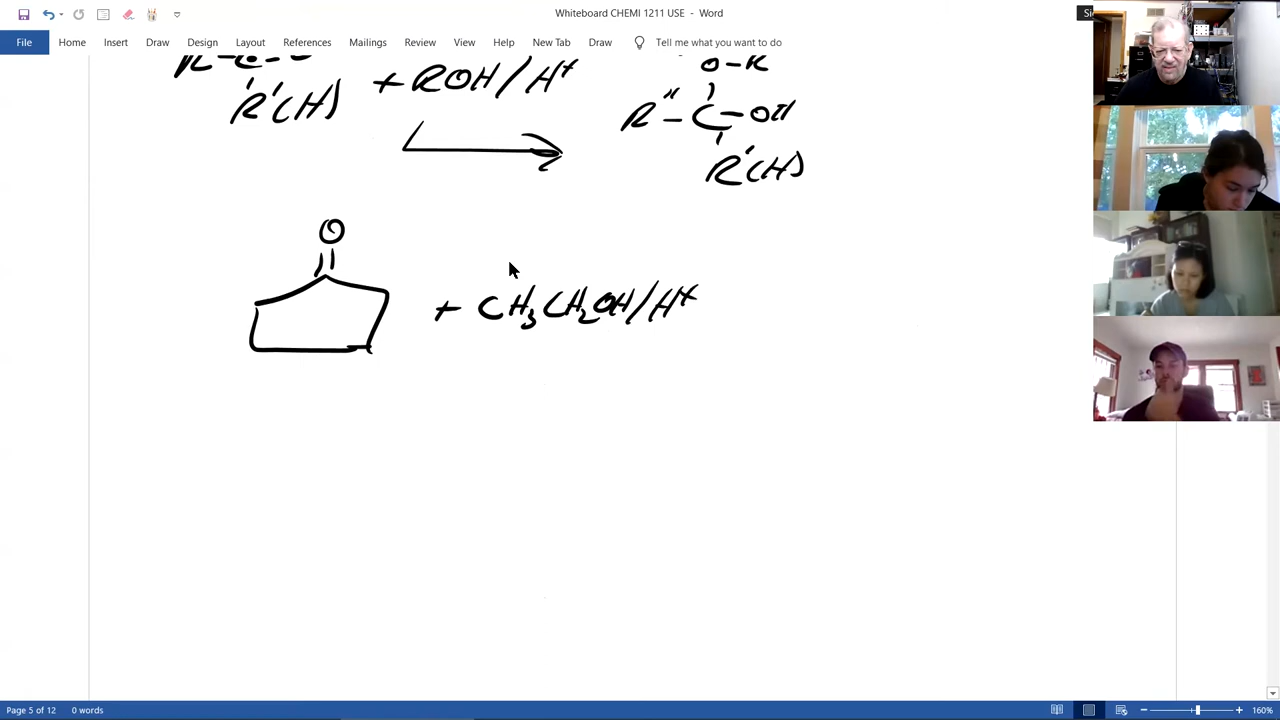 Whiteboard CHEMI 1211 USE - Word
Si
File Home Insert Draw Design Layout References Mailings Review View Help New Tab Draw Tell me what you want to do
O-R
+ ROH/H+
R'(H)
R"-C-OH
R'(H)
O
+ CH3CH2OH/H+
Page 5 of 12 0 words
160%